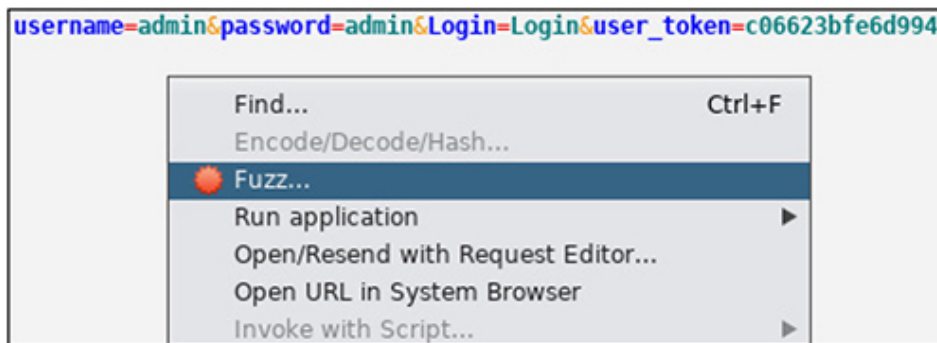 username=admin&password=admin&Login=Login&user_token=c06623bfe6d994
Find... Ctrl+F
Encode/Decode/Hash...
Fuzz...
Run application
Open/Resend with Request Editor...
Open URL in System Browser
Invoke with Script...